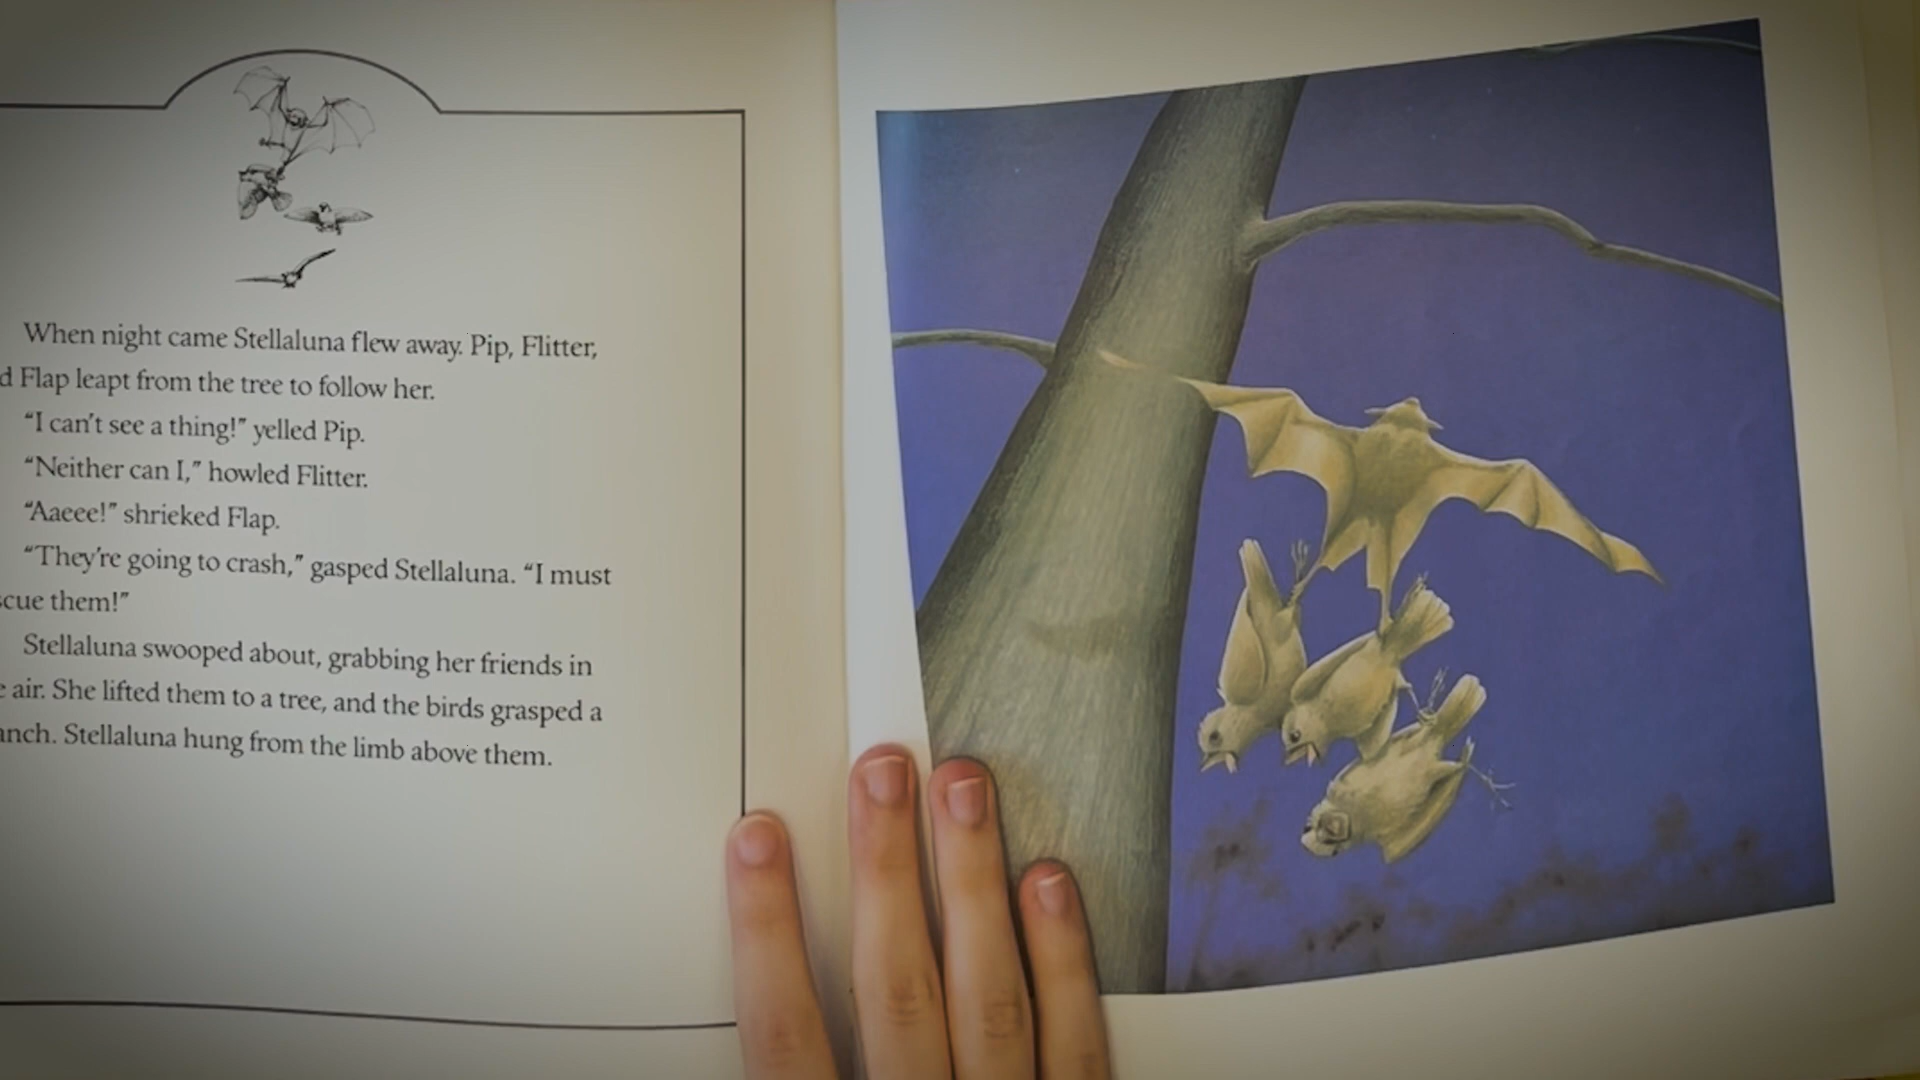 When night came Stellaluna flew away. Pip, Flitter,
d Flap leapt from the tree to follow her.
“I can’t see a thing!” yelled Pip.
“Neither can I,” howled Flitter.
“Aaeee!” shrieked Flap.
“They’re going to crash,” gasped Stellaluna. “I must
scue them!”
Stellaluna swooped about, grabbing her friends in
e air. She lifted them to a tree, and the birds grasped a
anch. Stellaluna hung from the limb above them.